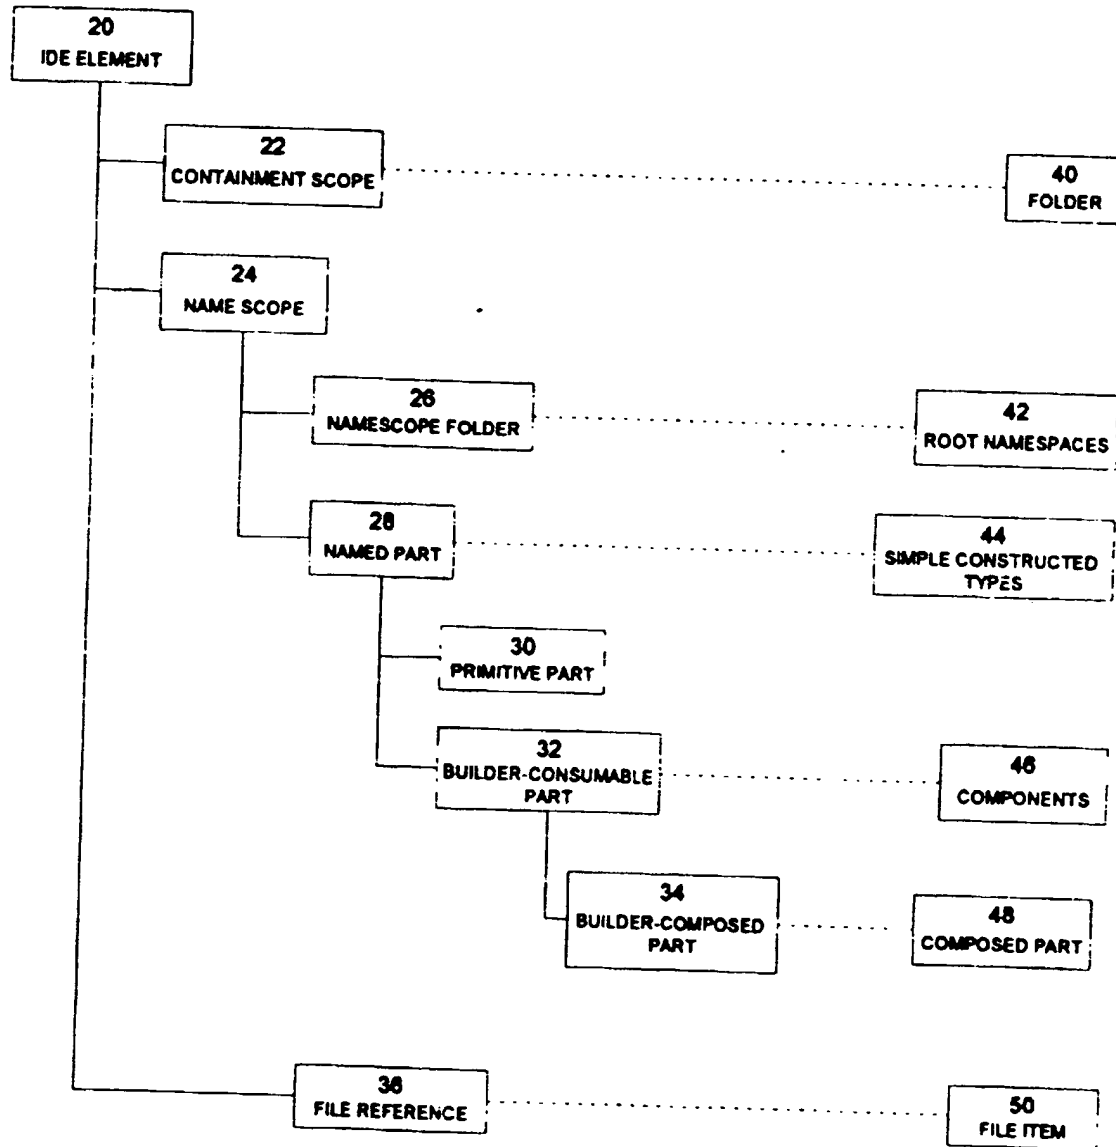 20
IDE ELEMENT
22
CONTAINMENT SCOPE
40
FOLDER
24
NAME SCOPE
26
NAMESCOPE FOLDER
42
ROOT NAMESPACES
28
NAMED PART
44
SIMPLE CONSTRUCTED
TYPES
30
PRIMITIVE PART
32
BUILDER-CONSUMABLE
PART
46
COMPONENTS
34
BUILDER-COMPOSED
PART
48
COMPOSED PART
36
FILE REFERENCE
50
FILE ITEM